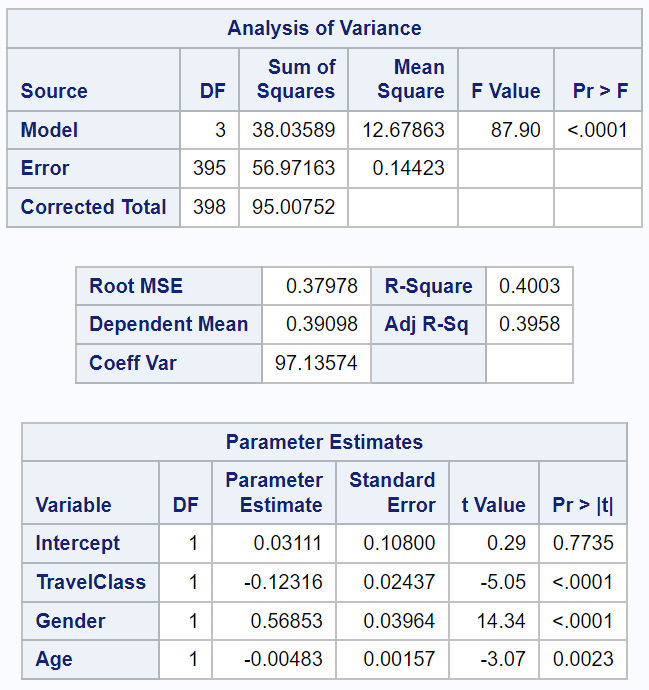 Analysis of Variance
Source DF Sum of Squares Mean Square F Value Pr > F
Model 3 38.03589 12.67863 87.90 <.0001
Error 395 56.97163 0.14423
Corrected Total 398 95.00752
Root MSE 0.37978 R-Square 0.4003
Dependent Mean 0.39098 Adj R-Sq 0.3958
Coeff Var 97.13574
Parameter Estimates
Variable DF Parameter Estimate Standard Error t Value Pr > |t|
Intercept 1 0.03111 0.10800 0.29 0.7735
TravelClass 1 -0.12316 0.02437 -5.05 <.0001
Gender 1 0.56853 0.03964 14.34 <.0001
Age 1 -0.00483 0.00157 -3.07 0.0023